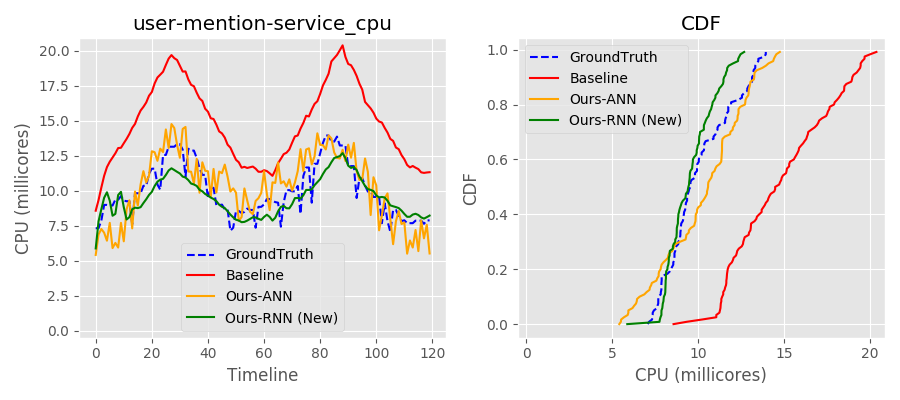 user-mention-service_cpu
20.0
17.5
15.0
12.5
10.0
7.5
5.0
2.5
0.0
CPU (millicores)
GroundTruth
Baseline
Ours-ANN
Ours-RNN (New)
0 20 40 60 80 100 120
Timeline
CDF
1.0
0.8
0.6
0.4
0.2
0.0
CDF
GroundTruth
Baseline
Ours-ANN
Ours-RNN (New)
0 5 10 15 20
CPU (millicores)